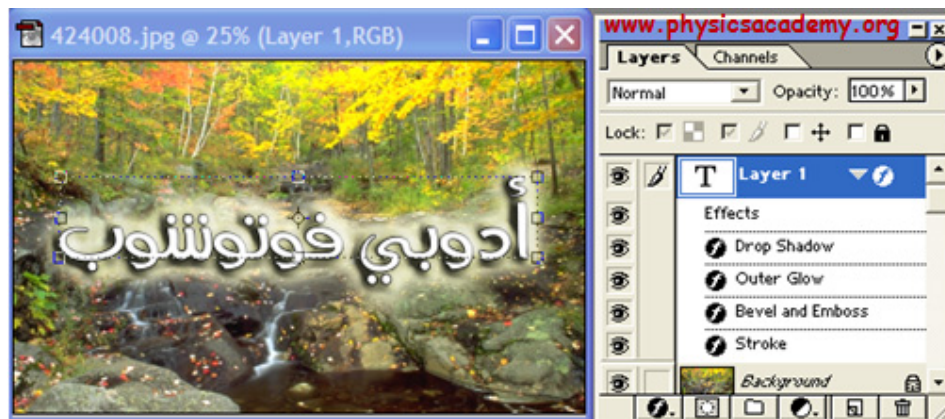 424008.jpg @ 25% (Layer 1,RGB)
أدوبي فوتوشوب
www.physicsacademy.org
Layers Channels
Normal Opacity: 100%
Lock:
T Layer 1
Effects
Drop Shadow
Outer Glow
Bevel and Emboss
Stroke
Background